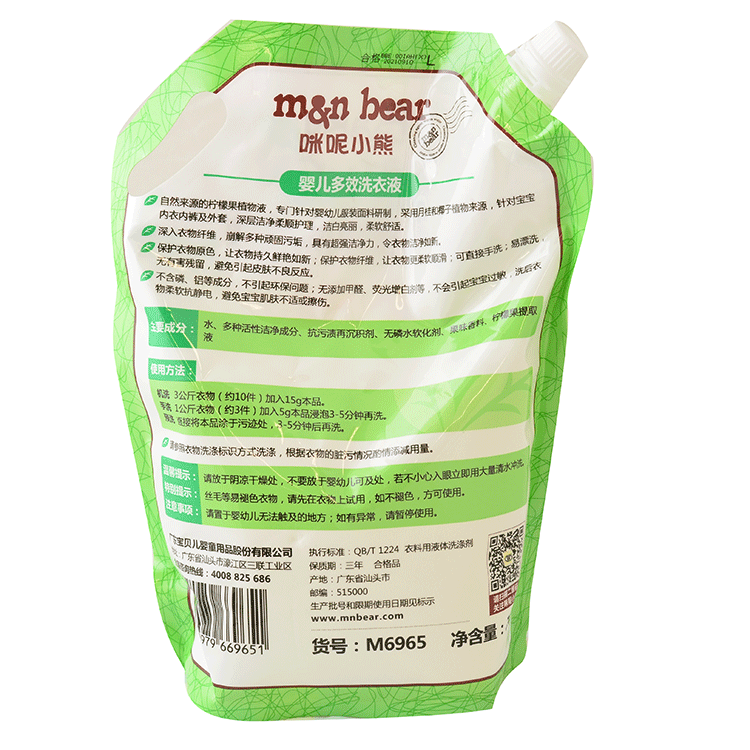 合格
20210910
m&n bear
咪呢小熊
婴儿多效洗衣液
自然来源的柠檬果植物液，专门针对婴幼儿服装面料研制，采用月桂和椰子植物来源，针对宝宝
内衣内裤及外套，深层洁净柔顺护理，洁白亮丽，柔软舒适。
深入衣物纤维，崩解多种顽固污垢，具有超强洁净力，令衣物洁净如新。
保护衣物原色，让衣物持久鲜艳如新；保护衣物纤维，让衣物更柔软顺滑；可直接手洗；易漂洗，
无有害残留，避免引起皮肤不良反应。
不含磷、铝等成分，不引起环保问题；无添加甲醛、荧光增白剂等，不会引起宝宝过敏，洗后衣
物柔软抗静电，避免宝宝肌肤不适或擦伤。
主要成分： 水、多种活性洁净成分、抗污渍再沉积剂、无磷水软化剂、果味香料、柠檬果提取
液
使用方法：
机洗 3公斤衣物（约10件）加入15g本品。
手洗 1公斤衣物（约3件）加入5g本品浸泡3-5分钟再洗。
直接将本品涂于污迹处，3-5分钟后再洗。
请参照衣物洗涤标识方式洗涤，根据衣物的脏污情况酌情添减用量。
温馨提示： 请放于阴凉干燥处，不要放于婴幼儿可及处，若不小心入眼立即用大量清水冲洗。
特别提示： 丝毛等易褪色衣物，请先在衣物上试用，如不褪色，方可使用。
注意事项： 请置于婴幼儿无法触及的地方；如有异常，请暂停使用。
宝贝儿婴童用品股份有限公司
广东省汕头市濠江区三联工业区
咨询热线：4008 825 686
执行标准：QB/T 1224 衣料用液体洗涤剂
保质期：三年 合格品
产地：广东省汕头市
邮编：515000
生产批号和限期使用日期见标示
www.mnbear.com
请扫描二
关注
979 669651
货号：M6965
净含量：